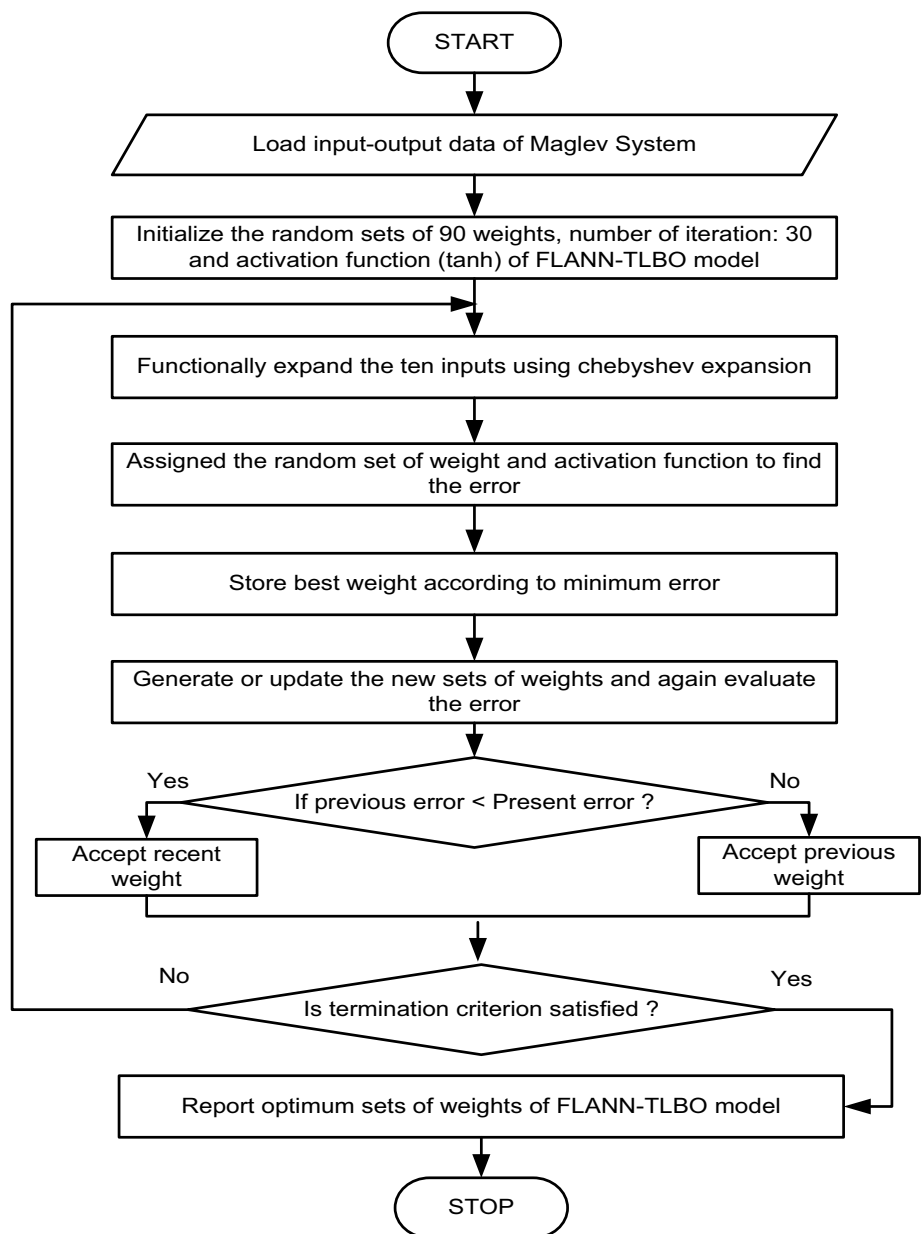 START
Load input-output data of Maglev System
Initialize the random sets of 90 weights, number of iteration: 30
and activation function (tanh) of FLANN-TLBO model
Functionally expand the ten inputs using chebyshev expansion
Assigned the random set of weight and activation function to find
the error
Store best weight according to minimum error
Generate or update the new sets of weights and again evaluate
the error
Yes
No
If previous error < Present error ?
Accept recent
weight
Accept previous
weight
No
Yes
Is termination criterion satisfied ?
Report optimum sets of weights of FLANN-TLBO model
STOP